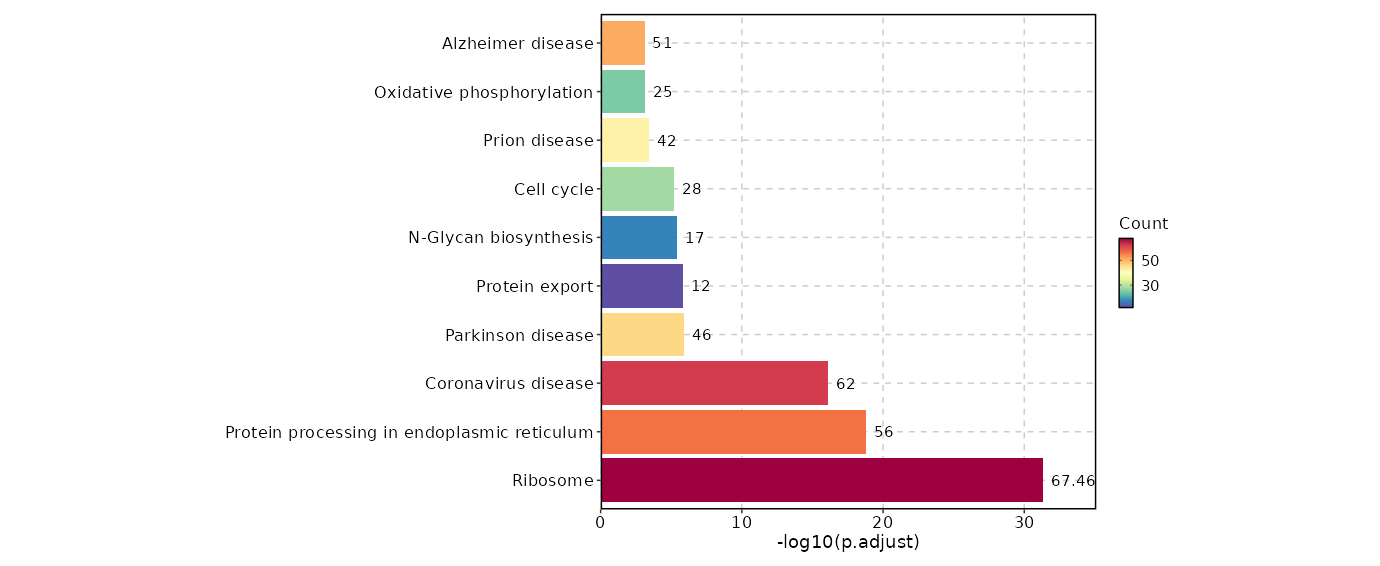 Alzheimer disease 51
Oxidative phosphorylation 25
Prion disease 42
Cell cycle 28
N-Glycan biosynthesis 17
Protein export 12
Parkinson disease 46
Coronavirus disease 62
Protein processing in endoplasmic reticulum 56
Ribosome 67.46
0 10 20 30
-log10(p.adjust)
Count
50
30